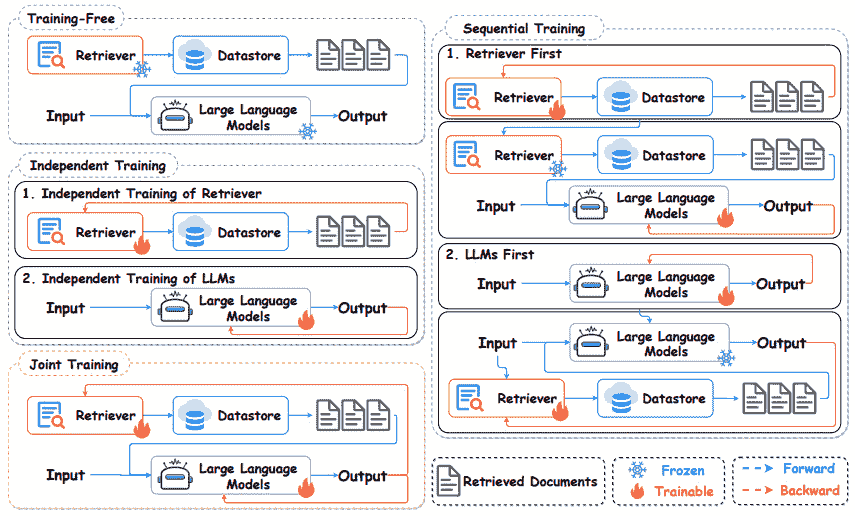 Training-Free
Retriever
Datastore
Input
Large Language
Models
Output
Independent Training
1. Independent Training of Retriever
Retriever
Datastore
2. Independent Training of LLMs
Input
Large Language
Models
Output
Joint Training
Retriever
Datastore
Input
Large Language
Models
Output
Sequential Training
1. Retriever First
Retriever
Datastore
Retriever
Datastore
Input
Large Language
Models
Output
2. LLMs First
Input
Large Language
Models
Output
Input
Large Language
Models
Output
Retriever
Datastore
Retrieved Documents
Frozen
Trainable
Forward
Backward